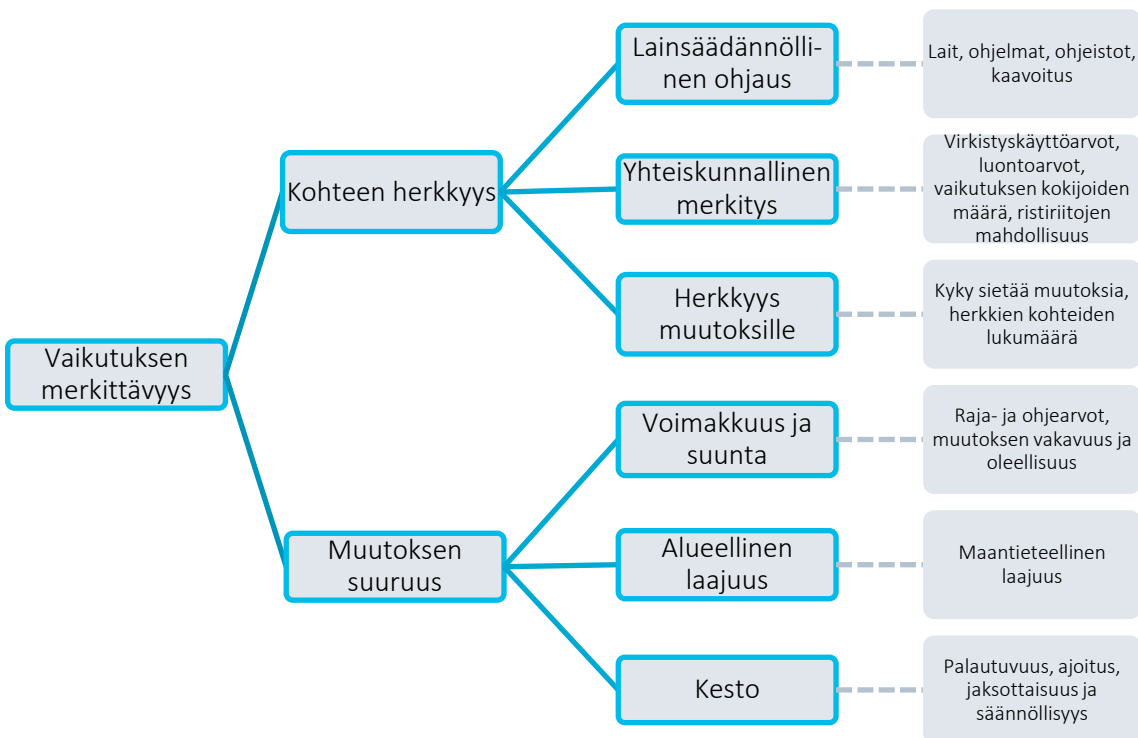 Lainsäädännölli-
nen ohjaus
Lait, ohjelmat, ohjeistot,
kaavoitus
Kohteen herkkyys
Yhteiskunnallinen
merkitys
Virkistyskäyttöarvot,
luontoarvot,
vaikutuksen kokijoiden
määrä, ristiriitojen
mahdollisuus
Herkkyys
muutoksille
Kyky sietää muutoksia,
herkkien kohteiden
lukumäärä
Vaikutuksen
merkittävyys
Voimakkuus ja
suunta
Raja- ja ohjearvot,
muutoksen vakavuus ja
oleellisuus
Muutoksen
suuruus
Alueellinen
laajuus
Maantieteellinen
laajuus
Kesto
Palautuvuus, ajoitus,
jaksottaisuus ja
säännöllisyys